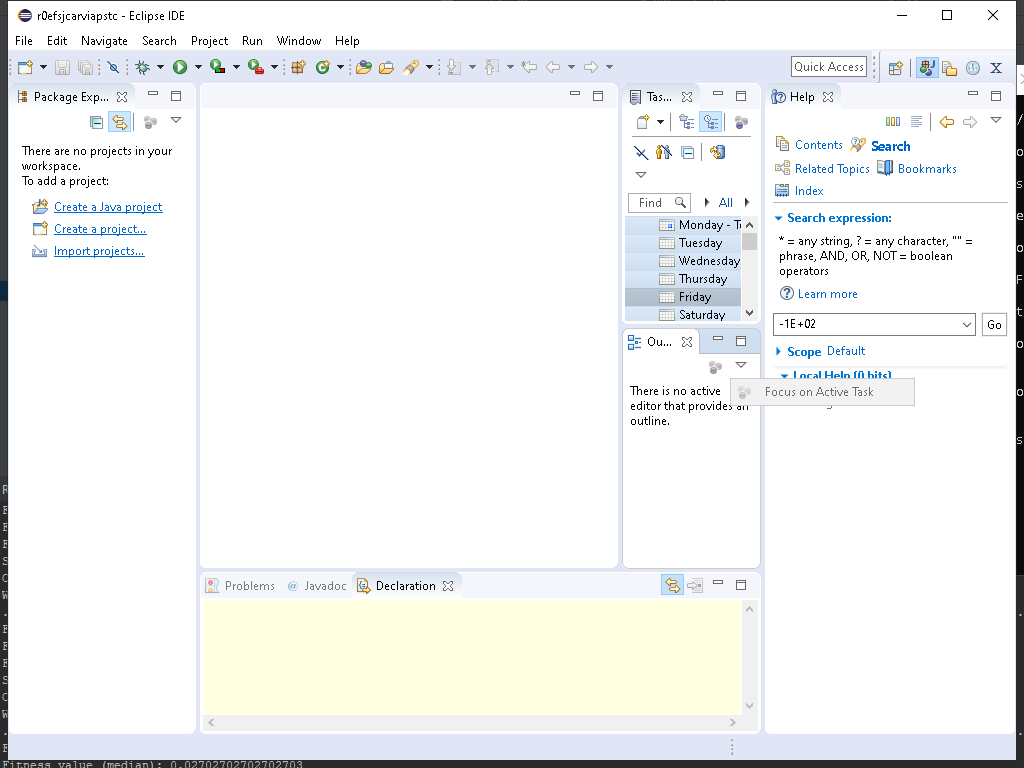 r0efsjcarviapstc - Eclipse IDE
File Edit Navigate Search Project Run Window Help
Quick Access
Package Exp...
There are no projects in your
workspace.
To add a project:
Create a Java project
Create a project...
Import projects...
Tas...
Find
All
Monday - T
Tuesday
Wednesday
Thursday
Friday
Saturday
Ou...
There is no active
editor that provides an
outline.
Focus on Active Task
Help
Contents Search
Related Topics Bookmarks
Index
Search expression:
* = any string, ? = any character, "" =
phrase, AND, OR, NOT = boolean
operators
Learn more
-1E+02
Go
Scope Default
Local Help (0 hits)
Problems @ Javadoc Declaration
Fitness value (median): 0.02702702702702703